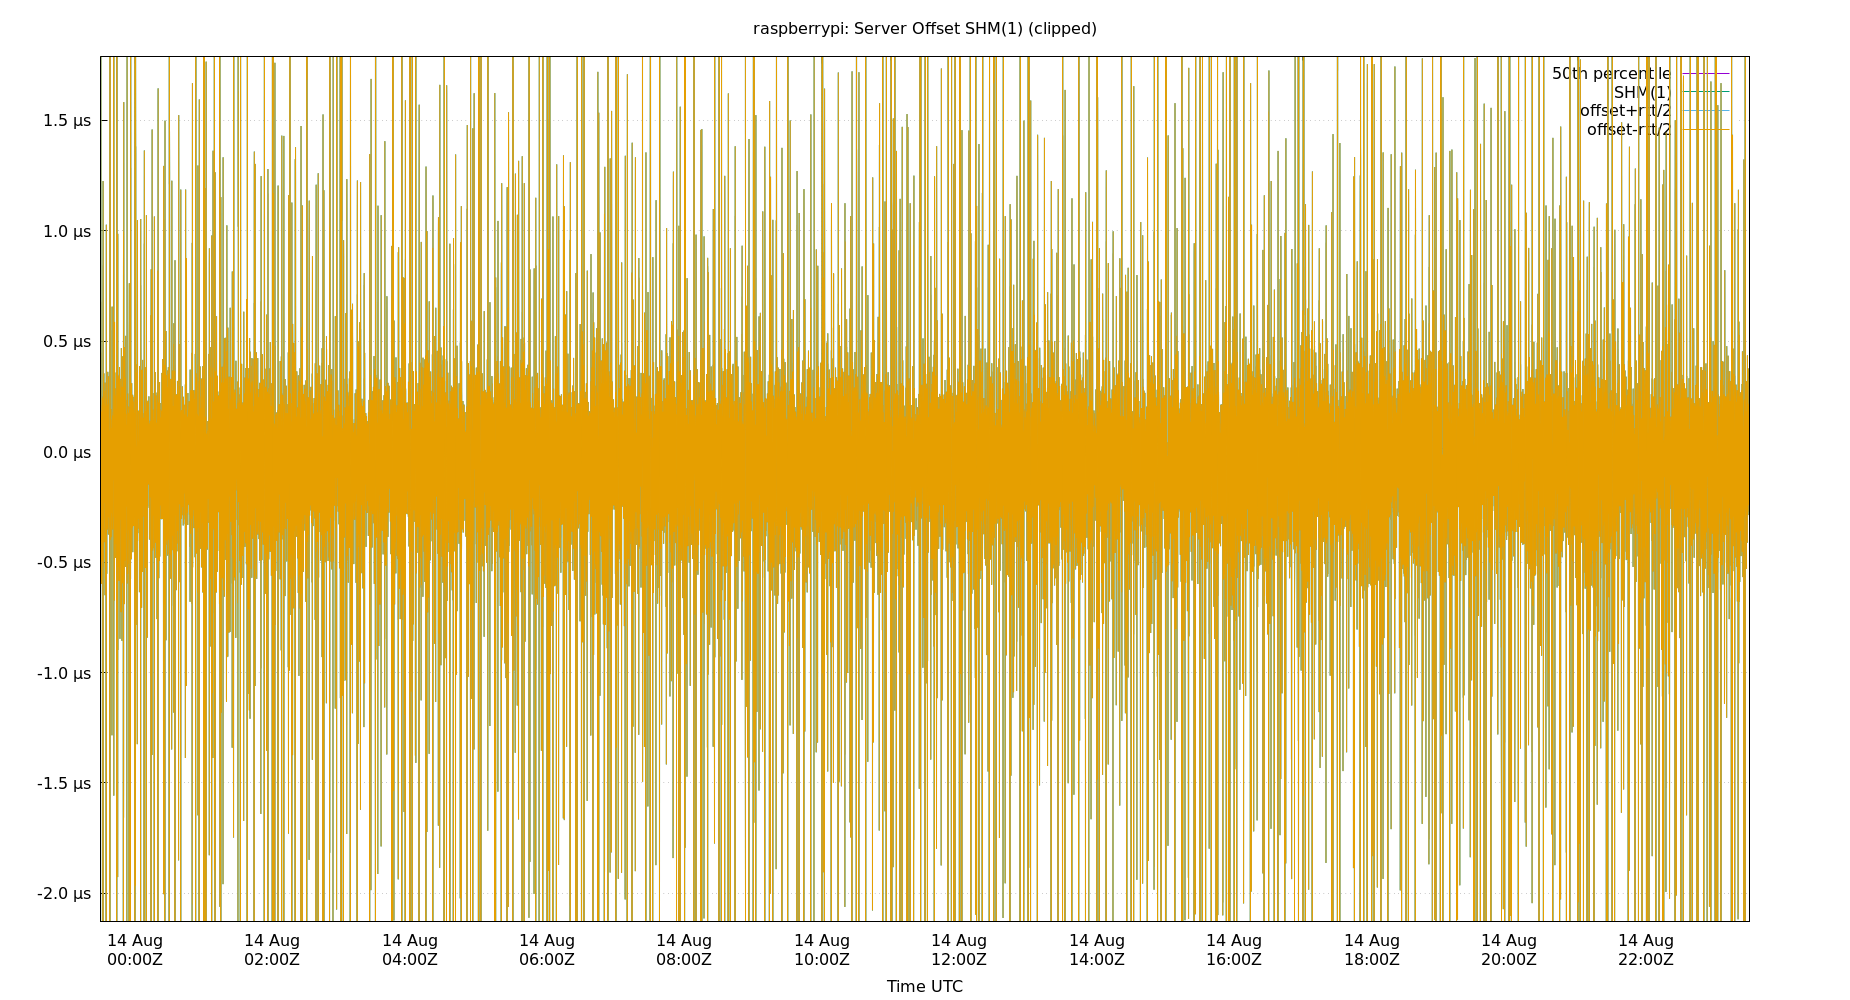 raspberrypi: Server Offset SHM(1) (clipped)
50th percentile
SHM(1)
offset+rtt/2
offset-rtt/2
1.5 µs
1.0 µs
0.5 µs
0.0 µs
-0.5 µs
-1.0 µs
-1.5 µs
-2.0 µs
14 Aug 14 Aug 14 Aug 14 Aug 14 Aug 14 Aug 14 Aug 14 Aug 14 Aug 14 Aug 14 Aug 14 Aug
00:00Z 02:00Z 04:00Z 06:00Z 08:00Z 10:00Z 12:00Z 14:00Z 16:00Z 18:00Z 20:00Z 22:00Z
Time UTC